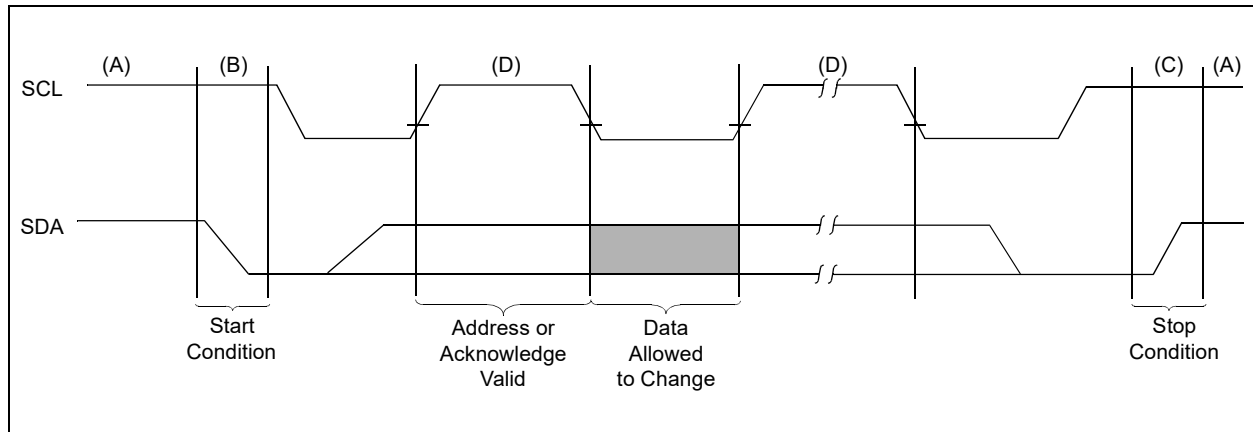 (A) (B) (D) (D) (C) (A)
SCL
SDA
Start
Condition
Address or
Acknowledge
Valid
Data
Allowed
to Change
Stop
Condition